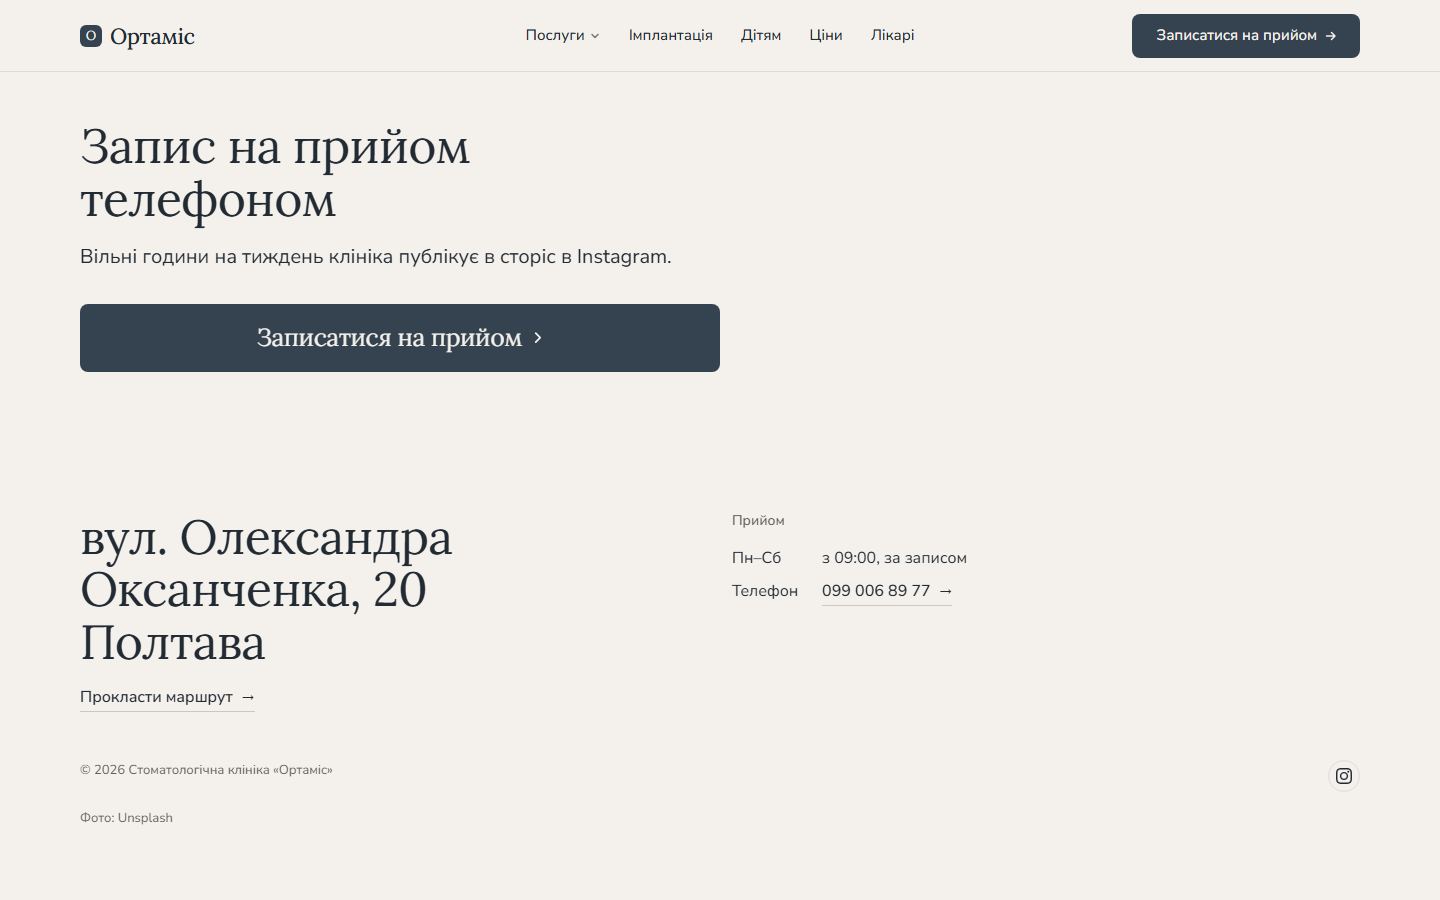 О Ортаміс
Послуги Імплантація Дітям Ціни Лікарі
Записатися на прийом →
Запис на прийом
телефоном
Вільні години на тиждень клініка публікує в сторіс в Instagram.
Записатися на прийом ›
вул. Олександра
Оксанченка, 20
Полтава
Прокласти маршрут →
Прийом
Пн–Сб з 09:00, за записом
Телефон 099 006 89 77 →
© 2026 Стоматологічна клініка «Ортаміс»
Фото: Unsplash